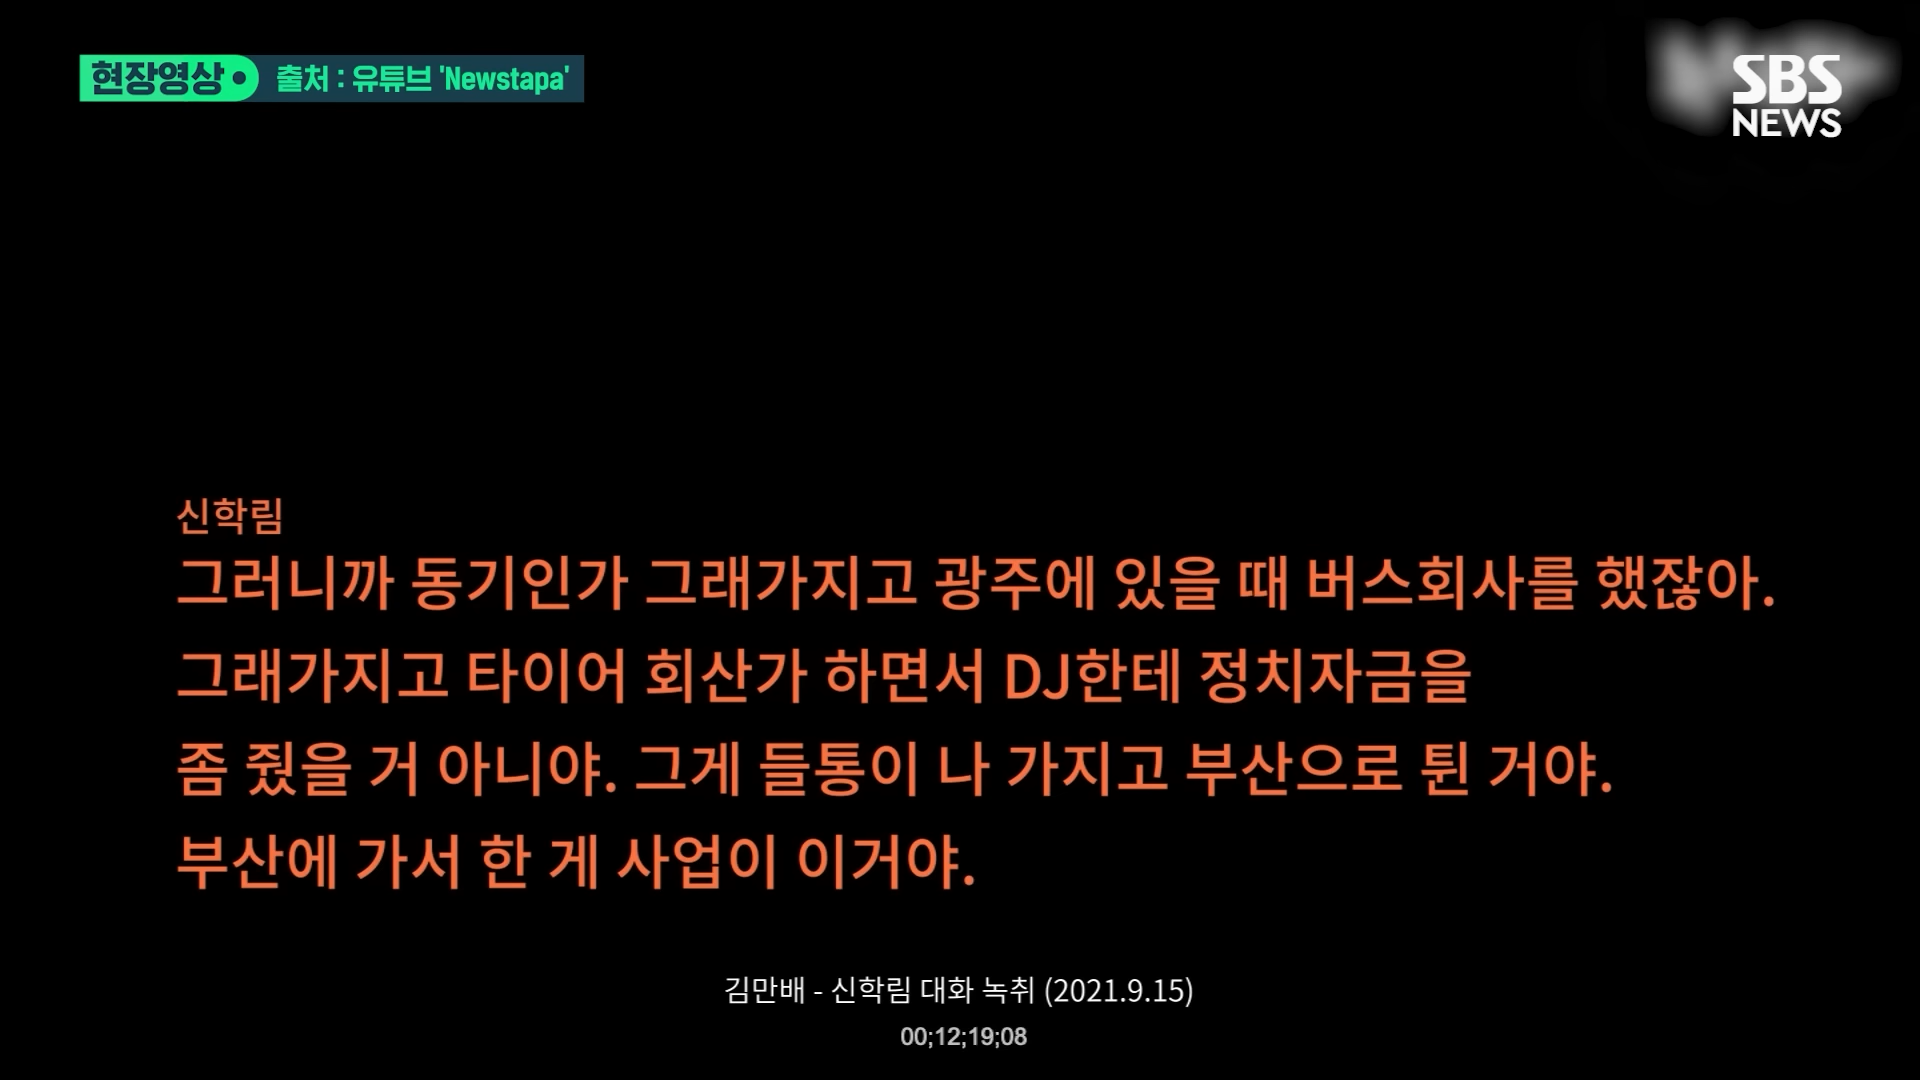 현장영상
출처 : 유튜브 'Newstapa'
SBS
NEWS
신학림
그러니까 동기인가 그래가지고 광주에 있을 때 버스회사를 했잖아.
그래가지고 타이어 회산가 하면서 DJ한테 정치자금을
좀 줬을 거 아니야. 그게 들통이 나 가지고 부산으로 튄 거야.
부산에 가서 한 게 사업이 이거야.
김만배 - 신학림 대화 녹취 (2021.9.15)
00;12;19;08